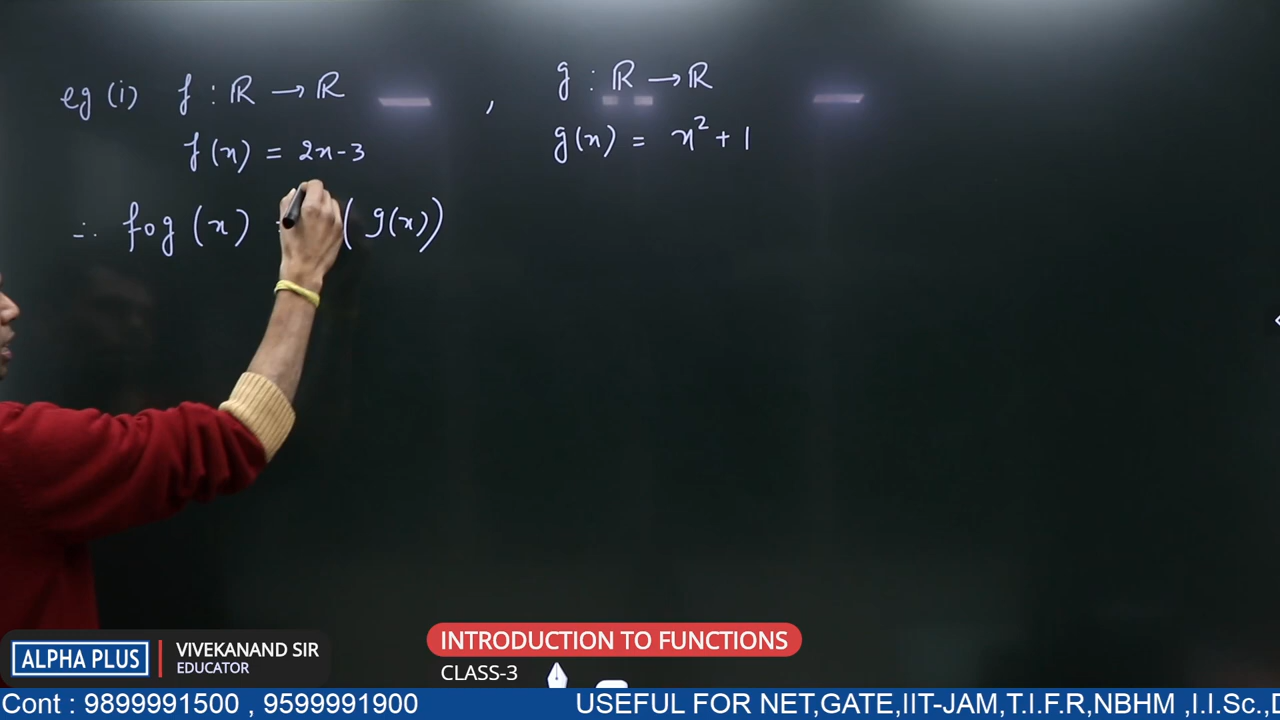 eg (i) f : ℝ → ℝ , g : ℝ → ℝ
f(x) = 2x-3 g(x) = x² + 1
∴ fog (x) ( g(x))
INTRODUCTION TO FUNCTIONS
ALPHA PLUS
VIVEKANAND SIR
EDUCATOR
CLASS-3
Cont : 9899991500 , 9599991900 USEFUL FOR NET,GATE,IIT-JAM,T.I.F.R,NBHM ,I.I.Sc.,